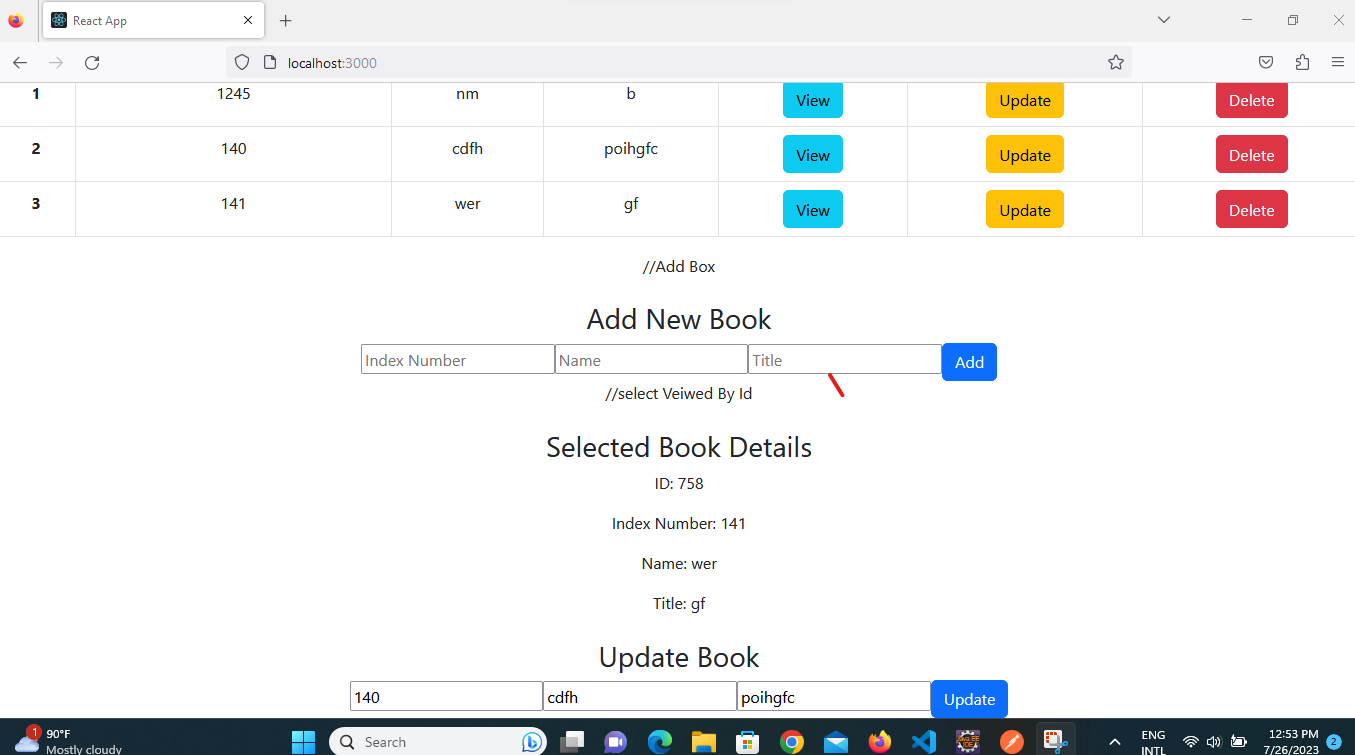 React App
localhost:3000
1 1245 nm b View Update Delete
2 140 cdfh poihgfc View Update Delete
3 141 wer gf View Update Delete
//Add Box
Add New Book
Index Number Name Title Add
//select Veiwed By Id
Selected Book Details
ID: 758
Index Number: 141
Name: wer
Title: gf
Update Book
140 cdfh poihgfc Update
1 90°F Search ENG 12:53 PM
Mostly cloudy INTL 7/26/2023 2